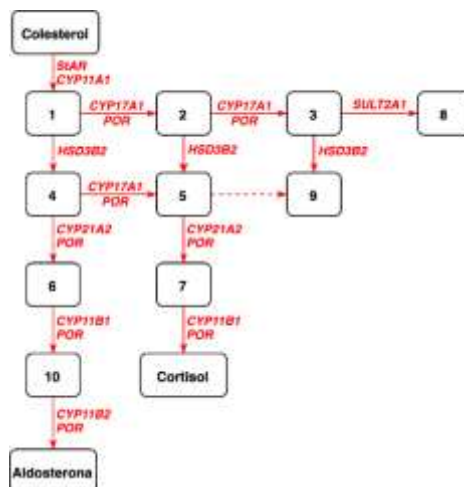 Colesterol
StAR
CYP11A1
1
CYP17A1
POR
2
CYP17A1
POR
3
SULT2A1
8
HSD3B2
HSD3B2
HSD3B2
4
CYP17A1
POR
5
9
CYP21A2
POR
CYP21A2
POR
6
7
CYP11B1
POR
CYP11B1
POR
10
Cortisol
CYP11B2
POR
Aldosterona